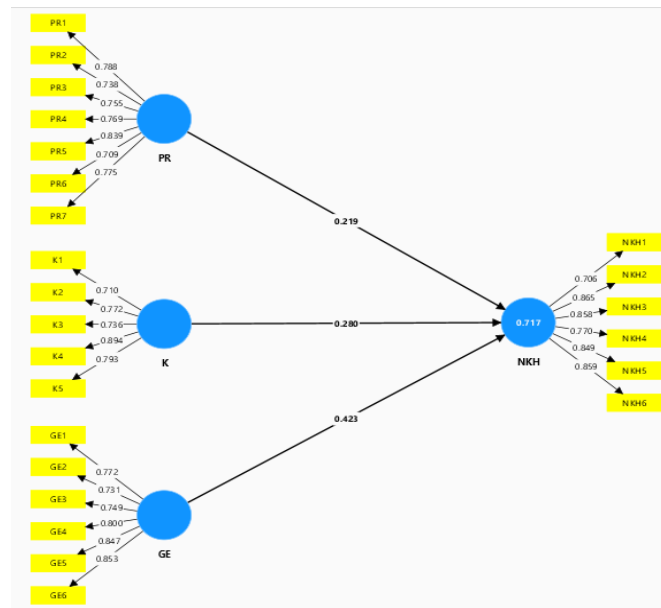 PR1
PR2
PR3
PR4
PR5
PR6
PR7
0.788
0.738
0.755
0.769
0.839
0.709
0.775
PR
0.219
K1
K2
K3
K4
K5
0.710
0.772
0.736
0.894
0.793
K
0.280
GE1
GE2
GE3
GE4
GE5
GE6
0.772
0.731
0.749
0.800
0.847
0.853
GE
0.423
0.717
NKH
0.706
0.865
0.858
0.770
0.849
0.859
NKH1
NKH2
NKH3
NKH4
NKH5
NKH6